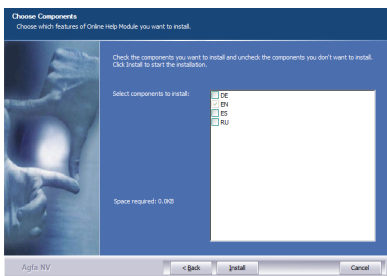 Choose Components
Choose which features of Online Help Module you want to install.
Check the components you want to install and uncheck the components you don't want to install.
Click Install to start the installation.
Select components to install:
DE
EN
ES
RU
Space required: 0.0KB
Agfa NV
< Back
Install
Cancel